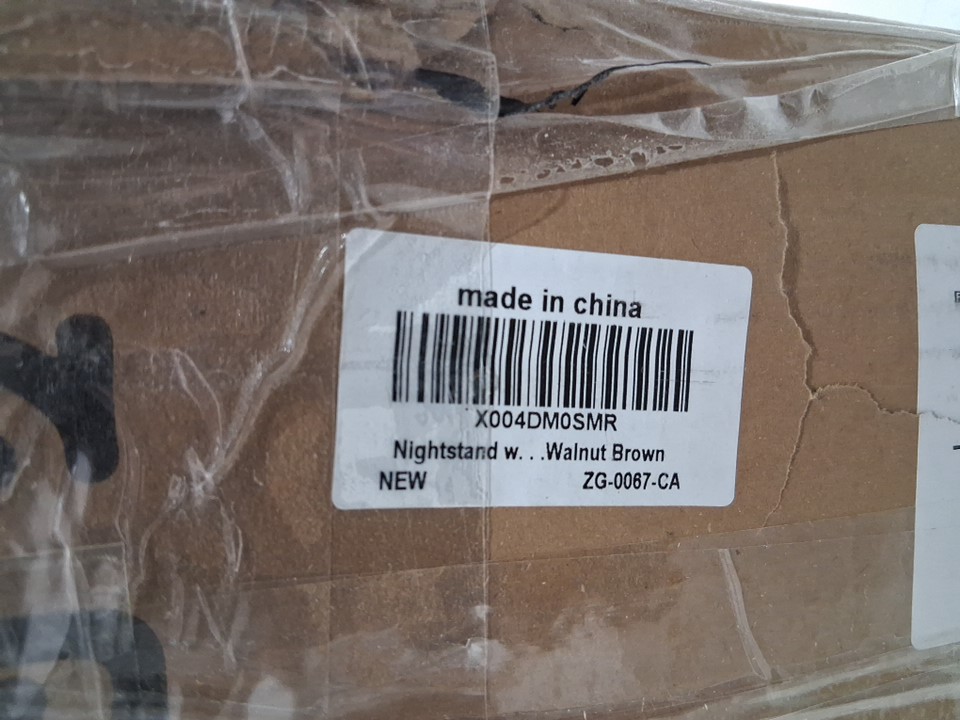 made in china
X004DM0SMR
Nightstand w. . .Walnut Brown
NEW ZG-0067-CA